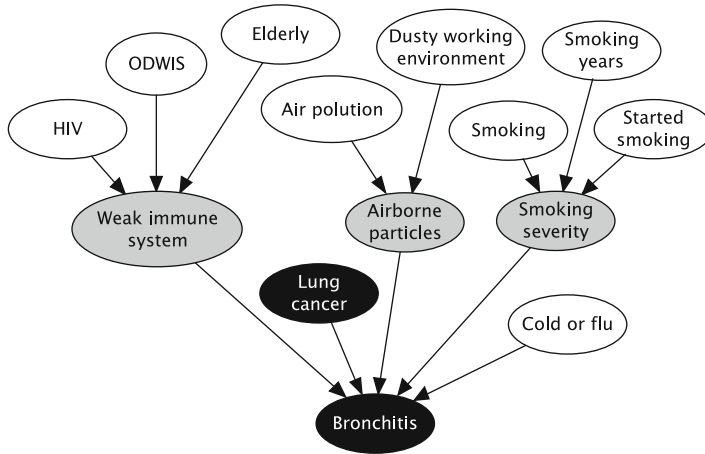 Elderly
ODWIS
HIV
Dusty working
environment
Air polution
Smoking
years
Smoking
Started
smoking
Weak immune
system
Airborne
particles
Smoking
severity
Lung
cancer
Cold or flu
Bronchitis